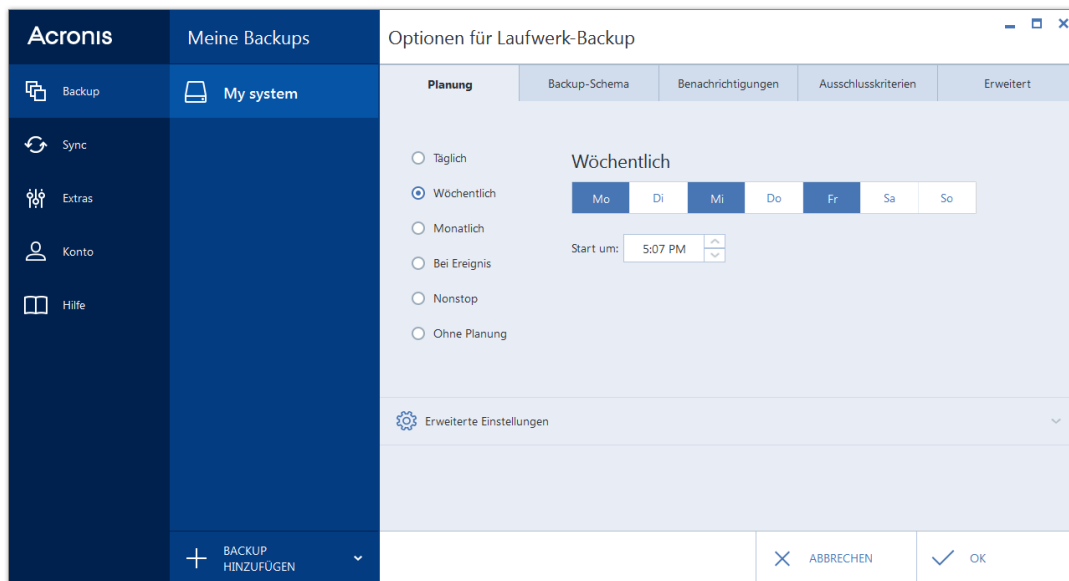 Acronis
Meine Backups
Optionen für Laufwerk-Backup
Backup
Sync
Extras
Konto
Hilfe
My system
Planung
Backup-Schema
Benachrichtigungen
Ausschlusskriterien
Erweitert
Täglich
Wöchentlich
Monatlich
Bei Ereignis
Nonstop
Ohne Planung
Wöchentlich
Mo Di Mi Do Fr Sa So
Start um: 5:07 PM
Erweiterte Einstellungen
BACKUP
HINZUFÜGEN
ABBRECHEN
OK